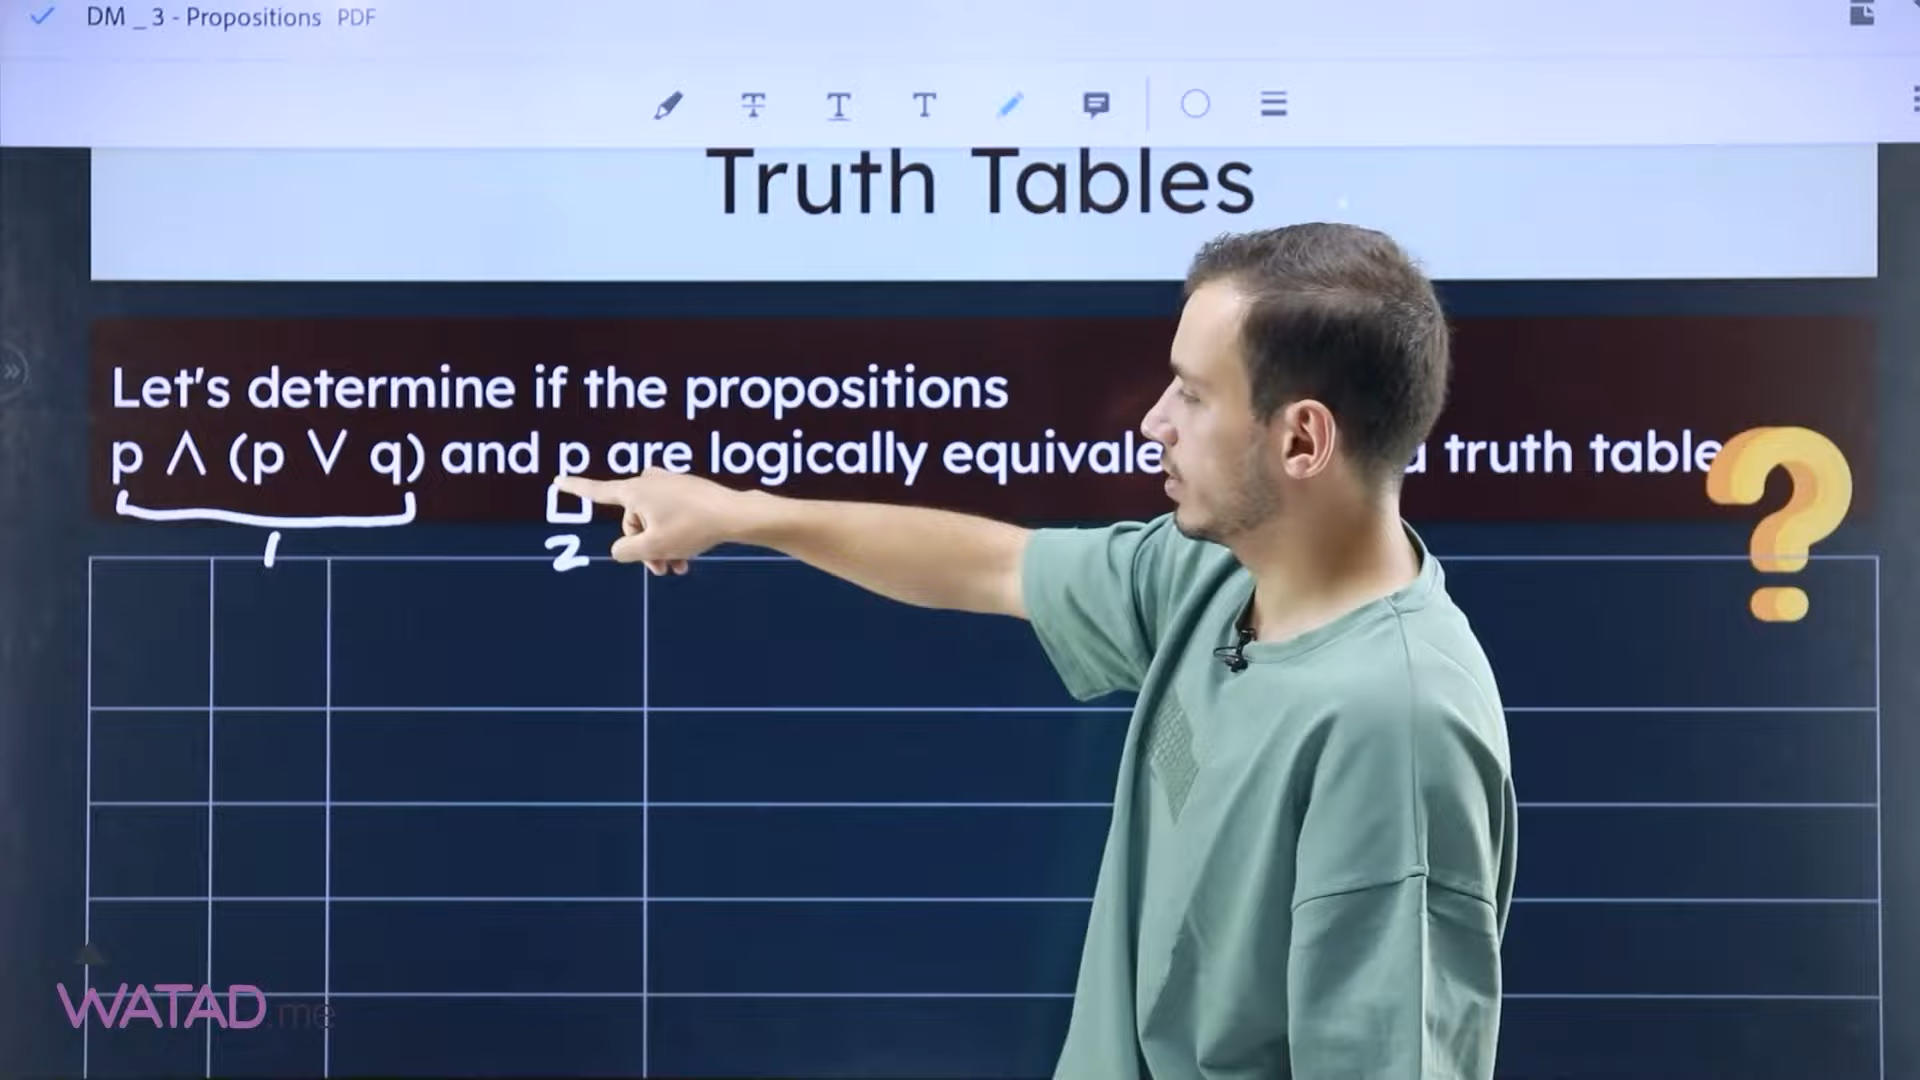 DM _ 3 - Propositions PDF
Truth Tables
Let's determine if the propositions
p ∧ (p ∨ q) and p are logically a truth table
1
2
?
WATAD.me